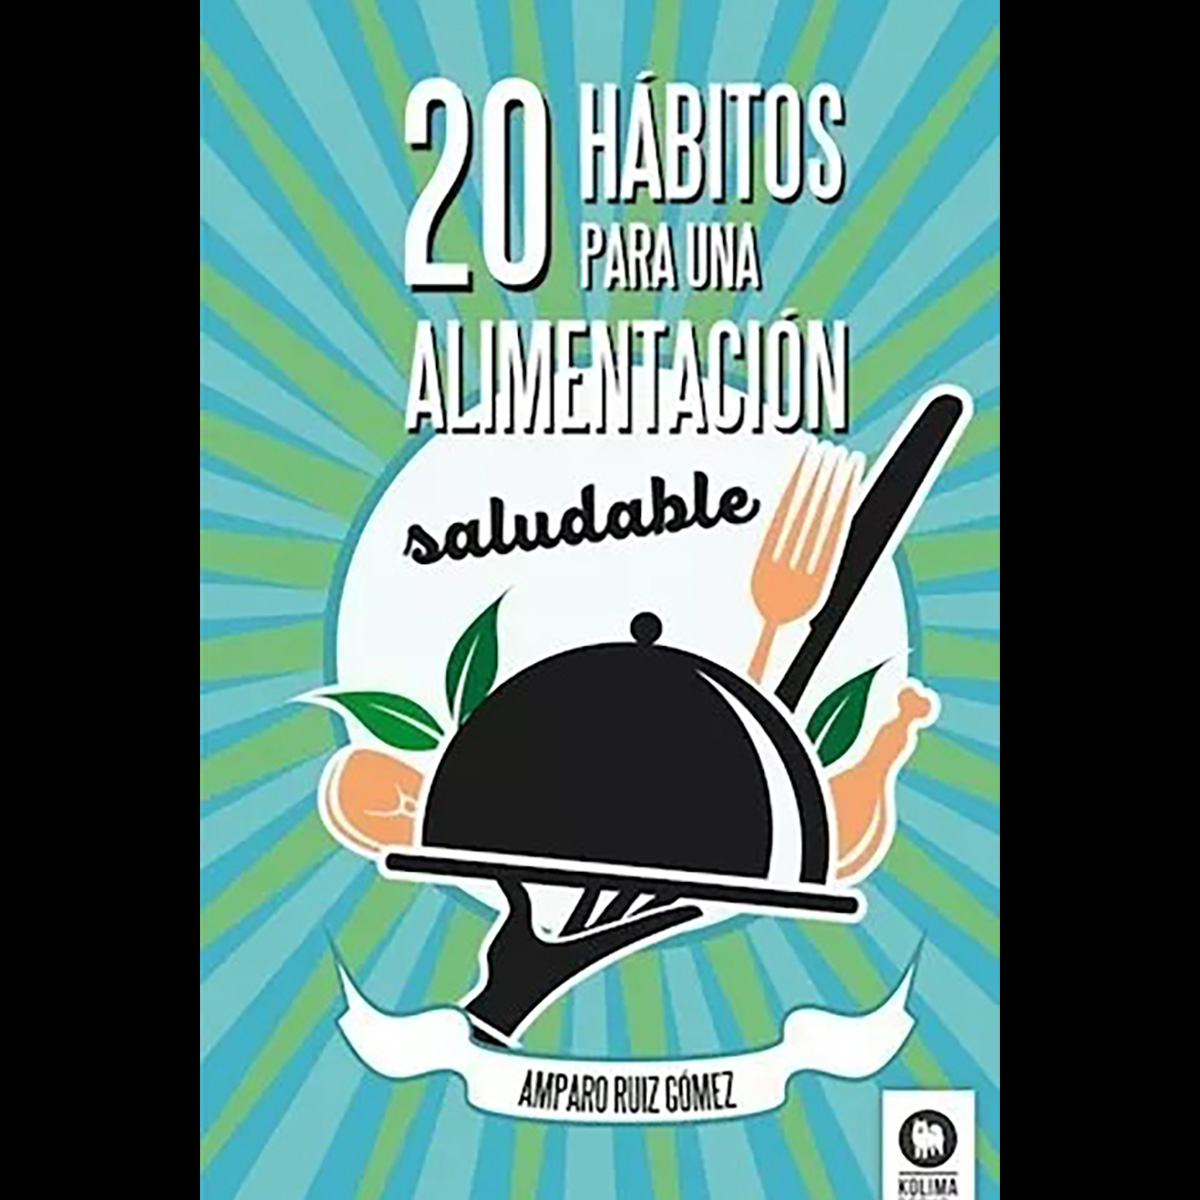 20 HÁBITOS
PARA UNA
ALIMENTACIÓN
saludable
AMPARO RUIZ GÓMEZ
KOLIMA